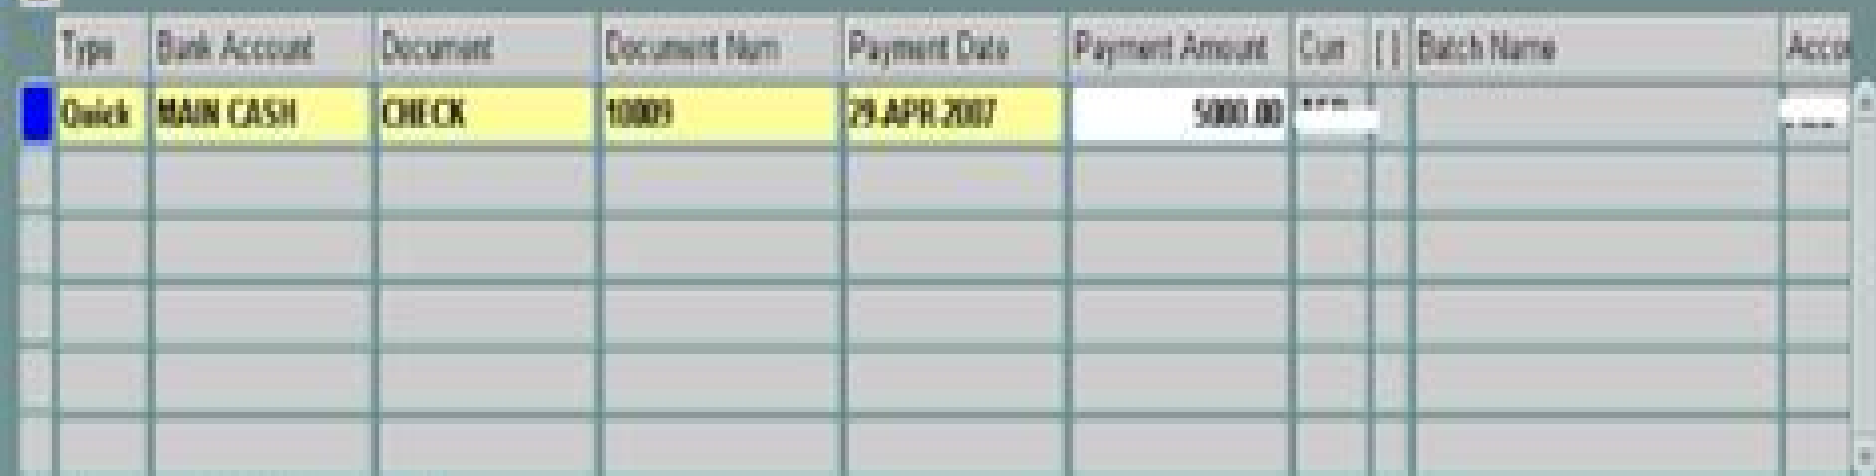 Type Bank Account Document Document Num Payment Date Payment Amount Curr [ ] Batch Name
Quick MAIN CASH CHECK 10009 29-APR-2007 5000.00